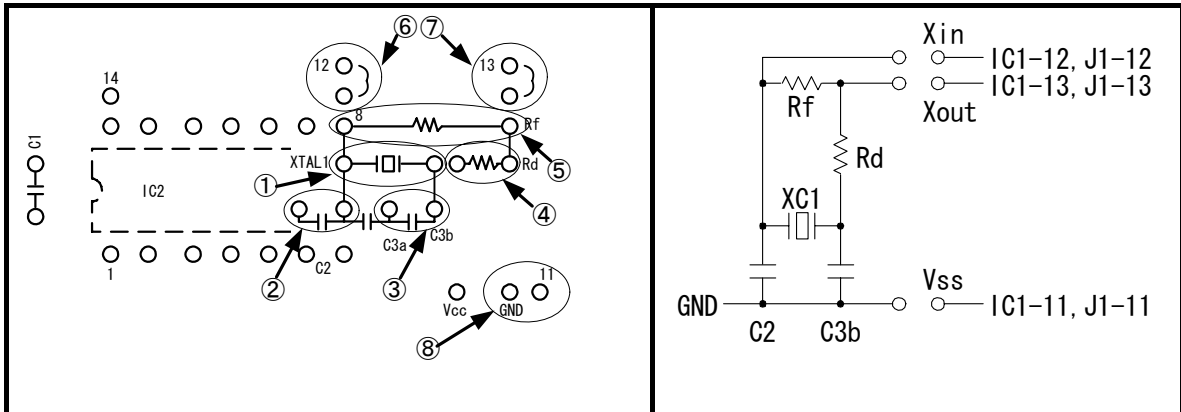 ⑥ ⑦
12 13
14
8 Rf
C1
⑤
XTAL1 Rd
①
IC2
④
C3a C3b
1 C2
② ③
11
Vcc GND
⑧
Xin
IC1-12, J1-12
IC1-13, J1-13
Rf Xout
Rd
XC1
Vss
GND IC1-11, J1-11
C2 C3b